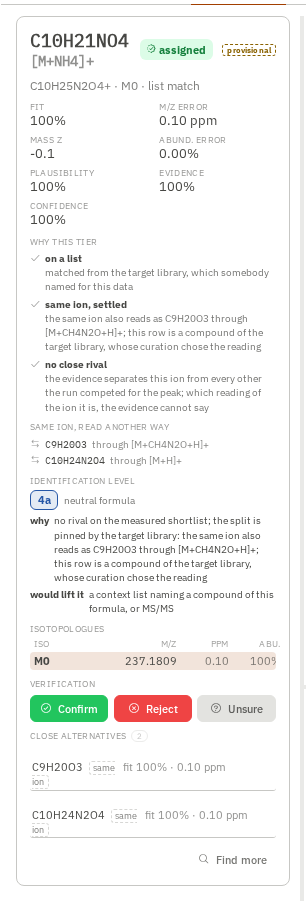 C10H21NO4
[M+NH4]+
assigned
provisional
C10H25N2O4+ · M0 · list match
FIT
M/Z ERROR
100%
0.10 ppm
MASS Z
ABUND. ERROR
-0.1
0.00%
PLAUSIBILITY
EVIDENCE
100%
100%
CONFIDENCE
100%
WHY THIS TIER
on a list
matched from the target library, which somebody
named for this data
same ion, settled
the same ion also reads as C9H20O3 through
[M+CH4N2O+H]+; this row is a compound of the
target library, whose curation chose the reading
no close rival
the evidence separates this ion from every other
the run competed for the peak; which reading of
the ion it is, the evidence cannot say
SAME ION, READ ANOTHER WAY
C9H20O3 through [M+CH4N2O+H]+
C10H24N2O4 through [M+H]+
IDENTIFICATION LEVEL
4a neutral formula
why no rival on the measured shortlist; the split is
pinned by the target library: the same ion also
reads as C9H20O3 through [M+CH4N2O+H]+;
this row is a compound of the target library,
whose curation chose the reading
would lift it a context list naming a compound of this
formula, or MS/MS
ISOTOPOLOGUES
ISO M/Z PPM ABU.
M0 237.1809 0.10 100%
VERIFICATION
Confirm Reject Unsure
CLOSE ALTERNATIVES 2
C9H20O3 same fit 100% · 0.10 ppm
ion
C10H24N2O4 same fit 100% · 0.10 ppm
ion
Find more